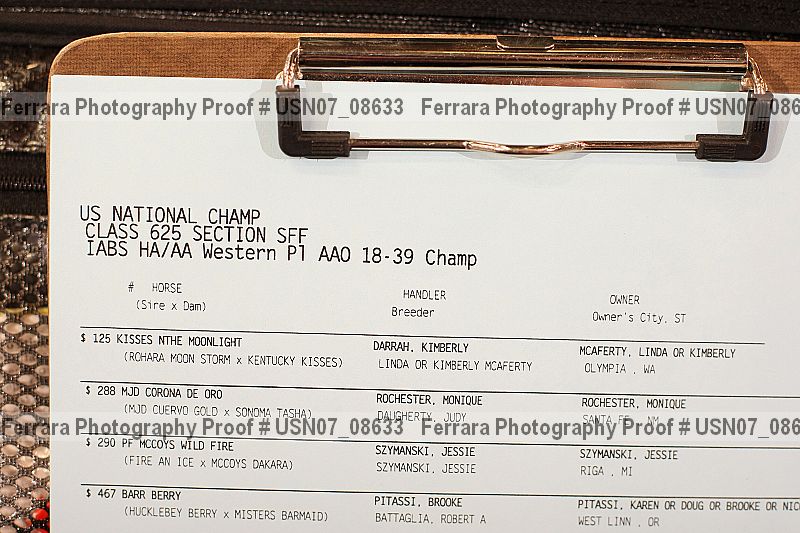 Ferrara Photography Proof # USN07_08633 Ferrara Photography Proof # USN07_0863
US NATIONAL CHAMP
CLASS 625 SECTION SFF
IABS HA/AA Western Pl AAO 18-39 Champ
# HORSE HANDLER OWNER
(Sire x Dam) Breeder Owner's City, ST
$ 125 KISSES NTHE MOONLIGHT DARRAH, KIMBERLY MCAFERTY, LINDA OR KIMBERLY
(ROHARA MOON STORM x KENTUCKY KISSES) LINDA OR KIMBERLY MCAFERTY OLYMPIA , WA
$ 288 MJD CORONA DE ORO ROCHESTER, MONIQUE ROCHESTER, MONIQUE
(MJD CUERVO GOLD x SONOMA TASHA) DAUGHERTY, JUDY SANTA FE , NM
Ferrara Photography Proof # USN07_08633 Ferrara Photography Proof # USN07_0863
$ 290 PF MCCOYS WILD FIRE SZYMANSKI, JESSIE SZYMANSKI, JESSIE
(FIRE AN ICE x MCCOYS DAKARA) SZYMANSKI, JESSIE RIGA , MI
$ 467 BARR BERRY PITASSI, BROOKE PITASSI, KAREN OR DOUG OR BROOKE OR NIC
(HUCKLEBEY BERRY x MISTERS BARMAID) BATTAGLIA, ROBERT A WEST LINN , OR